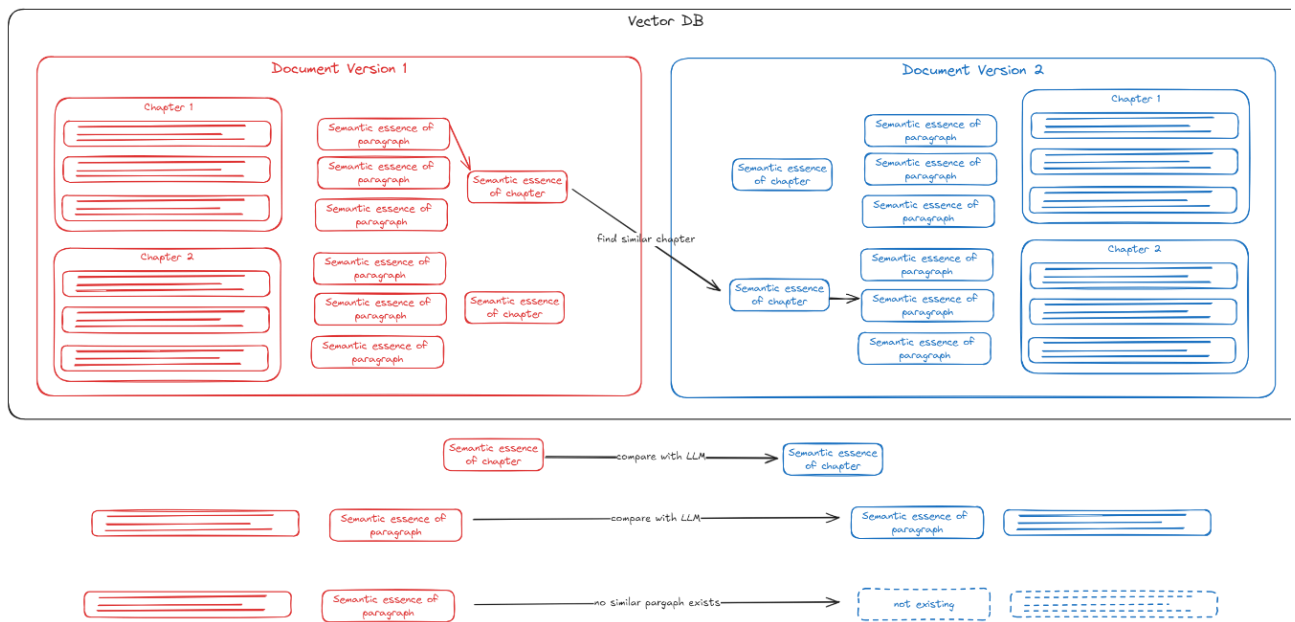 Vector DB
Document Version 1
Chapter 1
Semantic essence of
paragraph
Semantic essence of
paragraph
Semantic essence of
paragraph
Semantic essence
of chapter
Chapter 2
Semantic essence of
paragraph
Semantic essence of
paragraph
Semantic essence of
paragraph
Semantic essence
of chapter
find similar chapter
Document Version 2
Semantic essence
of chapter
Semantic essence of
paragraph
Semantic essence of
paragraph
Semantic essence of
paragraph
Chapter 1
Semantic essence
of chapter
Semantic essence of
paragraph
Semantic essence of
paragraph
Semantic essence of
paragraph
Chapter 2
Semantic essence
of chapter
compare with LLM
Semantic essence
of chapter
Semantic essence of
paragraph
compare with LLM
Semantic essence of
paragraph
Semantic essence of
paragraph
no similar pargaph exists
not existing